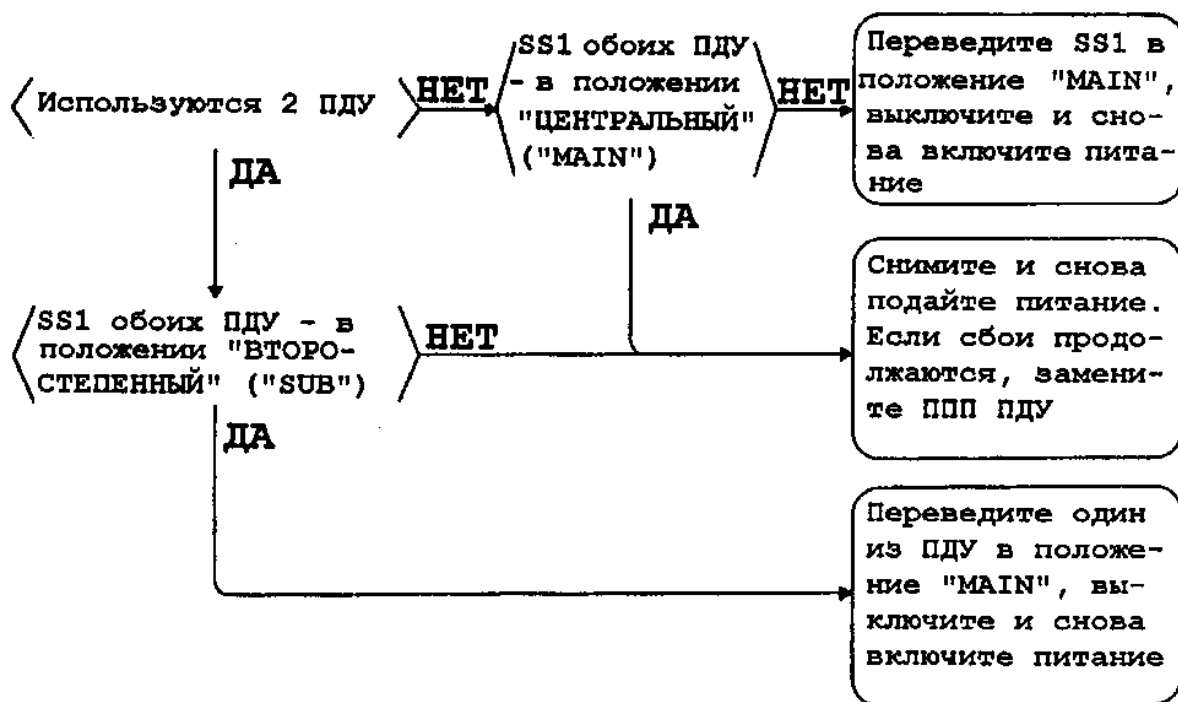 Используются 2 ПДУ
НЕТ
SS1 обоих ПДУ
- в положении
"ЦЕНТРАЛЬНЫЙ"
("MAIN")
НЕТ
Переведите SS1 в
положение "MAIN",
выключите и сно-
ва включите пита-
ние
ДА
ДА
SS1 обоих ПДУ - в
положении "ВТОРО-
СТЕПЕННЫЙ" ("SUB")
НЕТ
Снимите и снова
подайте питание.
Если сбои продо-
лжаются, замени-
те ППП ПДУ
ДА
Переведите один
из ПДУ в положе-
ние "MAIN", вы-
ключите и снова
включите питание